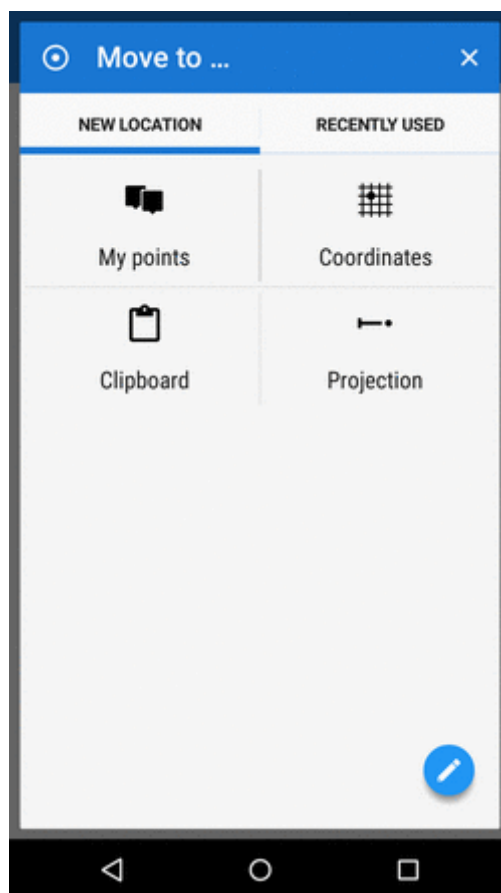 Move to ...
NEW LOCATION RECENTLY USED
My points Coordinates
Clipboard Projection